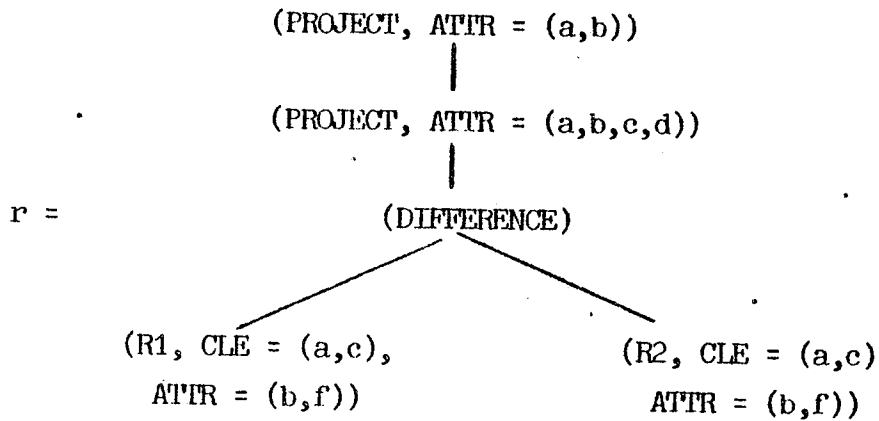 (PROJECT, ATTR = (a,b))
(PROJECT, ATTR = (a,b,c,d))
r =
(DIFFERENCE)
(R1, CLE = (a,c),
ATTR = (b,f))
(R2, CLE = (a,c)
ATTR = (b,f))